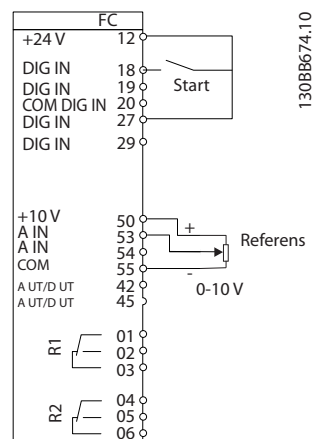 FC
+24 V 12
DIG IN 18
DIG IN 19
COM DIG IN 20
DIG IN 27
DIG IN 29
Start
+10 V 50
A IN 53
A IN 54
COM 55
A UT/D UT 42
A UT/D UT 45
+
-
Referens
0-10 V
R1
01
02
03
R2
04
05
06
130BB674.10